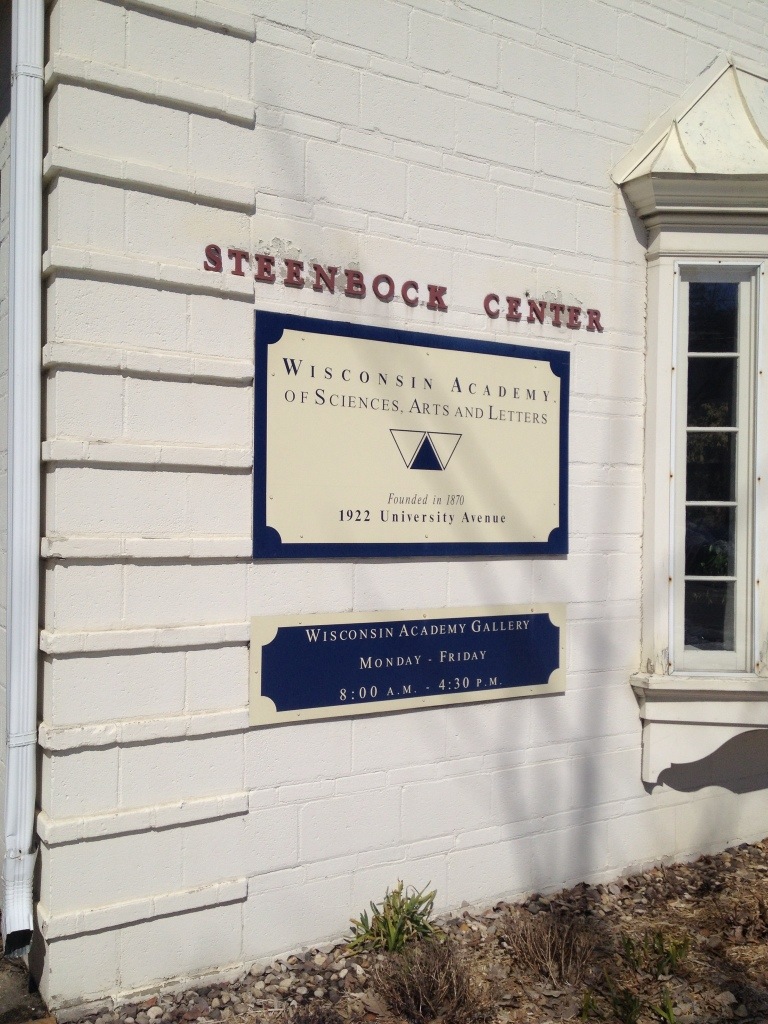 STEENBOCK CENTER
WISCONSIN ACADEMY
OF SCIENCES, ARTS AND LETTERS
Founded in 1870
1922 University Avenue
WISCONSIN ACADEMY GALLERY
MONDAY - FRIDAY
8:00 A.M. - 4:30 P.M.